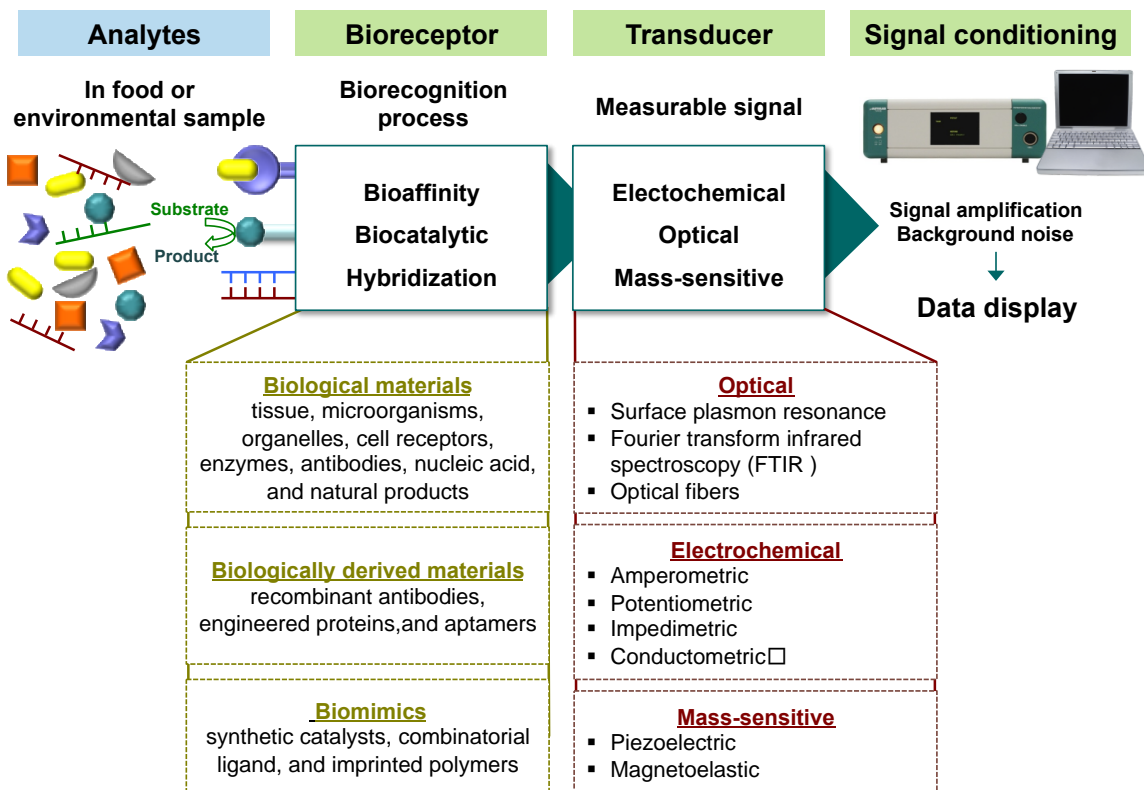 Analytes
Bioreceptor
Transducer
Signal conditioning
In food or
environmental sample
Biorecognition
process
Measurable signal
Substrate
Product
Bioaffinity
Biocatalytic
Hybridization
Electochemical
Optical
Mass-sensitive
Signal amplification
Background noise
Data display
Biological materials
tissue, microorganisms,
organelles, cell receptors,
enzymes, antibodies, nucleic acid,
and natural products
Biologically derived materials
recombinant antibodies,
engineered proteins,and aptamers
Biomimics
synthetic catalysts, combinatorial
ligand, and imprinted polymers
Optical
▪ Surface plasmon resonance
▪ Fourier transform infrared
spectroscopy (FTIR )
▪ Optical fibers
Electrochemical
▪ Amperometric
▪ Potentiometric
▪ Impedimetric
▪ Conductometric□
Mass-sensitive
▪ Piezoelectric
▪ Magnetoelastic